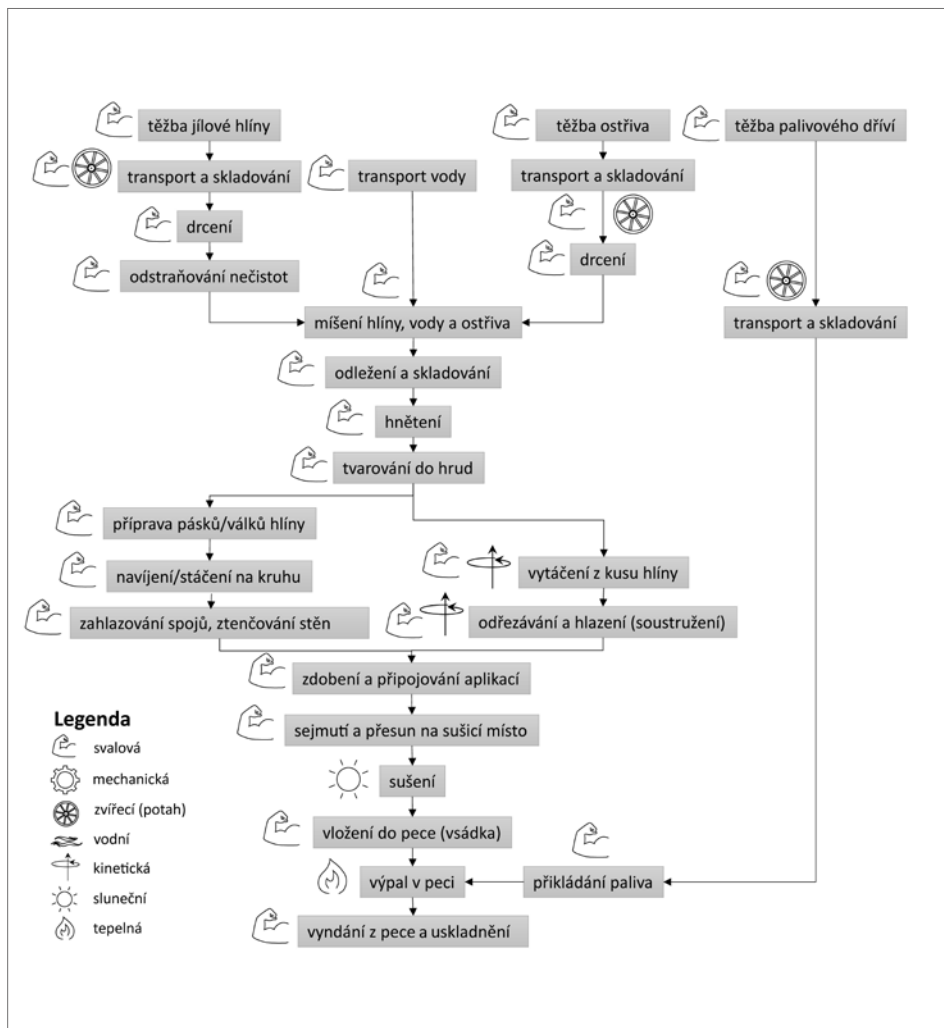 těžba jílové hlíny
těžba ostřiva
těžba palivového dříví
transport a skladování
transport vody
transport a skladování
drcení
drcení
odstraňování nečistot
míšení hlíny, vody a ostřiva
transport a skladování
odležení a skladování
hnětení
tvarování do hrud
příprava pásků/válků hlíny
navíjení/stáčení na kruhu
vytáčení z kusu hlíny
zahlazování spojů, ztenčování stěn
odřezávání a hlazení (soustružení)
zdobení a připojování aplikací
sejmutí a přesun na sušicí místo
sušení
vložení do pece (vsádka)
výpal v peci
přikládání paliva
vyndání z pece a uskladnění
Legenda
svalová
mechanická
zvířecí (potah)
vodní
kinetická
sluneční
tepelná